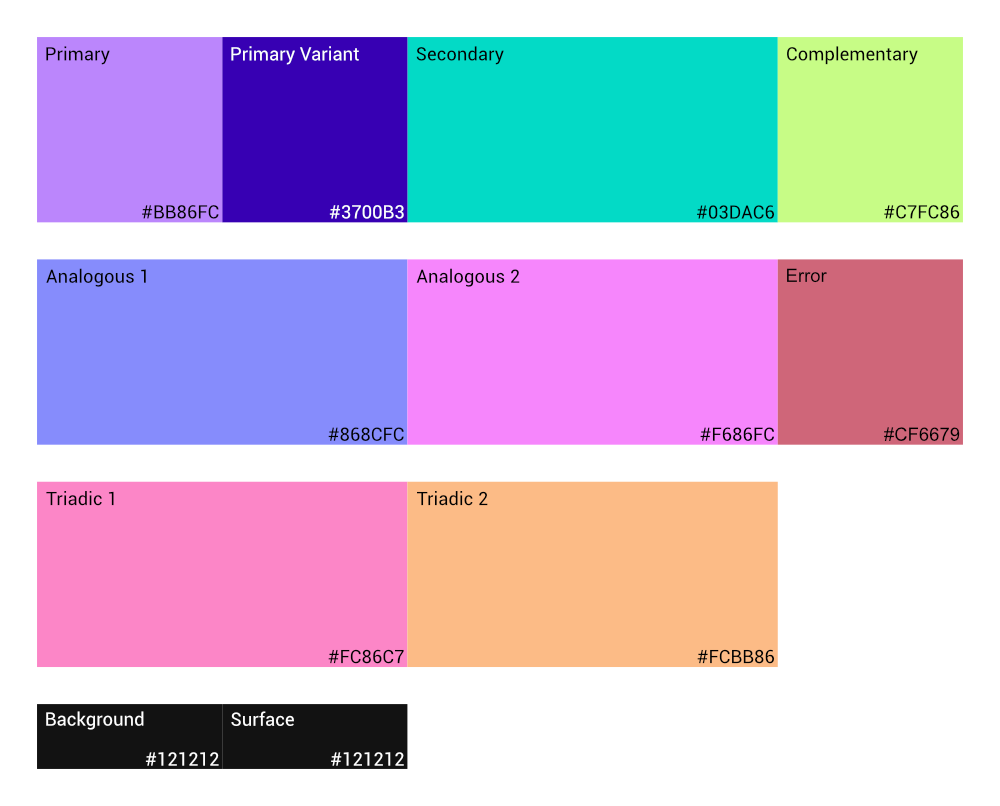 Primary
Primary Variant
Secondary
Complementary
#BB86FC
#3700B3
#03DAC6
#C7FC86
Analogous 1
Analogous 2
Error
#868CFC
#F686FC
#CF6679
Triadic 1
Triadic 2
#FC86C7
#FCBB86
Background
Surface
#121212
#121212